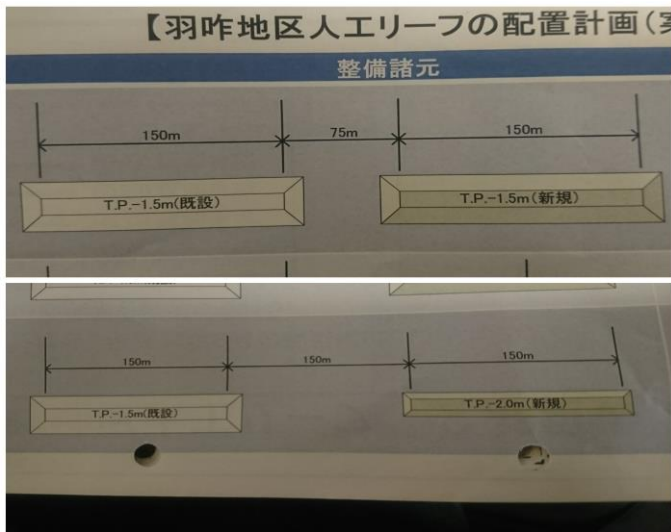 【羽咋地区人工リーフの配置計画(
整備諸元
150m 75m 150m
T.P.-1.5m(既設) T.P.-1.5m(新規)
150m 150m 150m
T.P.-1.5m(既設) T.P.-2.0m(新規)